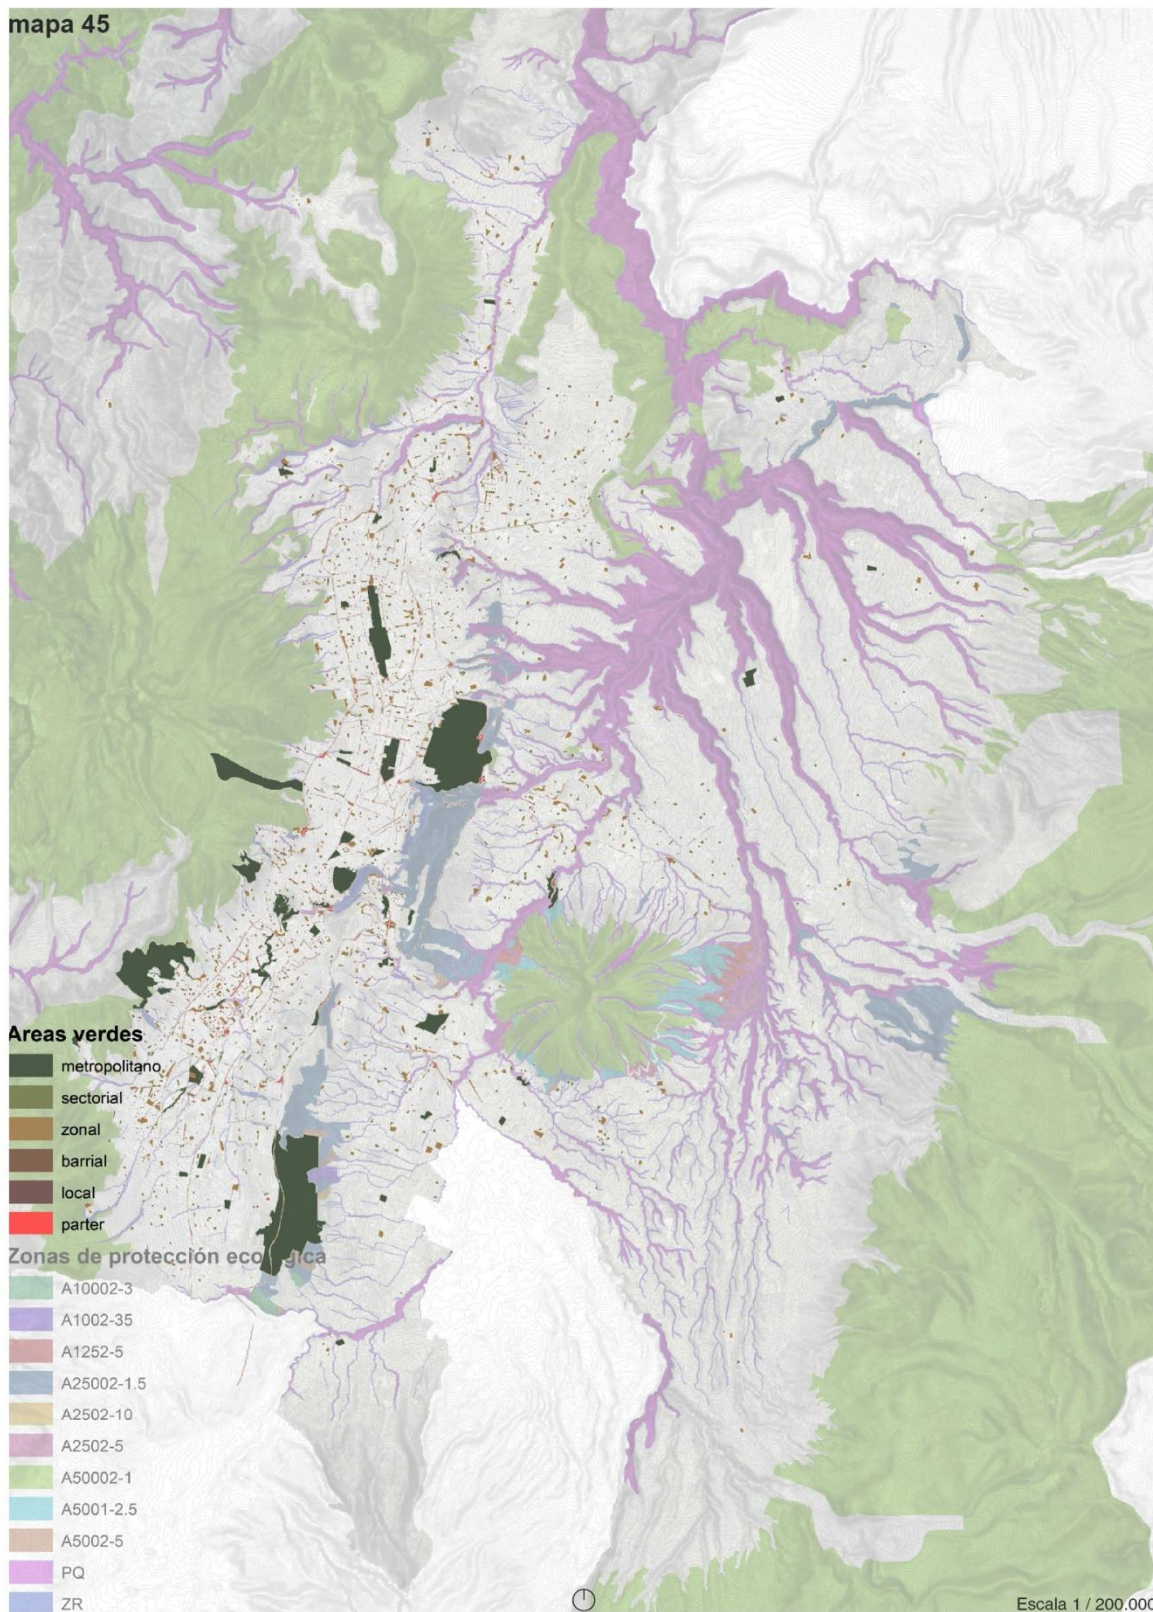 mapa 45
Areas verdes
metropolitano
sectorial
zonal
barrial
local
parter
Zonas de protección ecológica
A10002-3
A1002-35
A1252-5
A25002-1.5
A2502-10
A2502-5
A50002-1
A5001-2.5
A5002-5
PQ
ZR
Escala 1 / 200.000